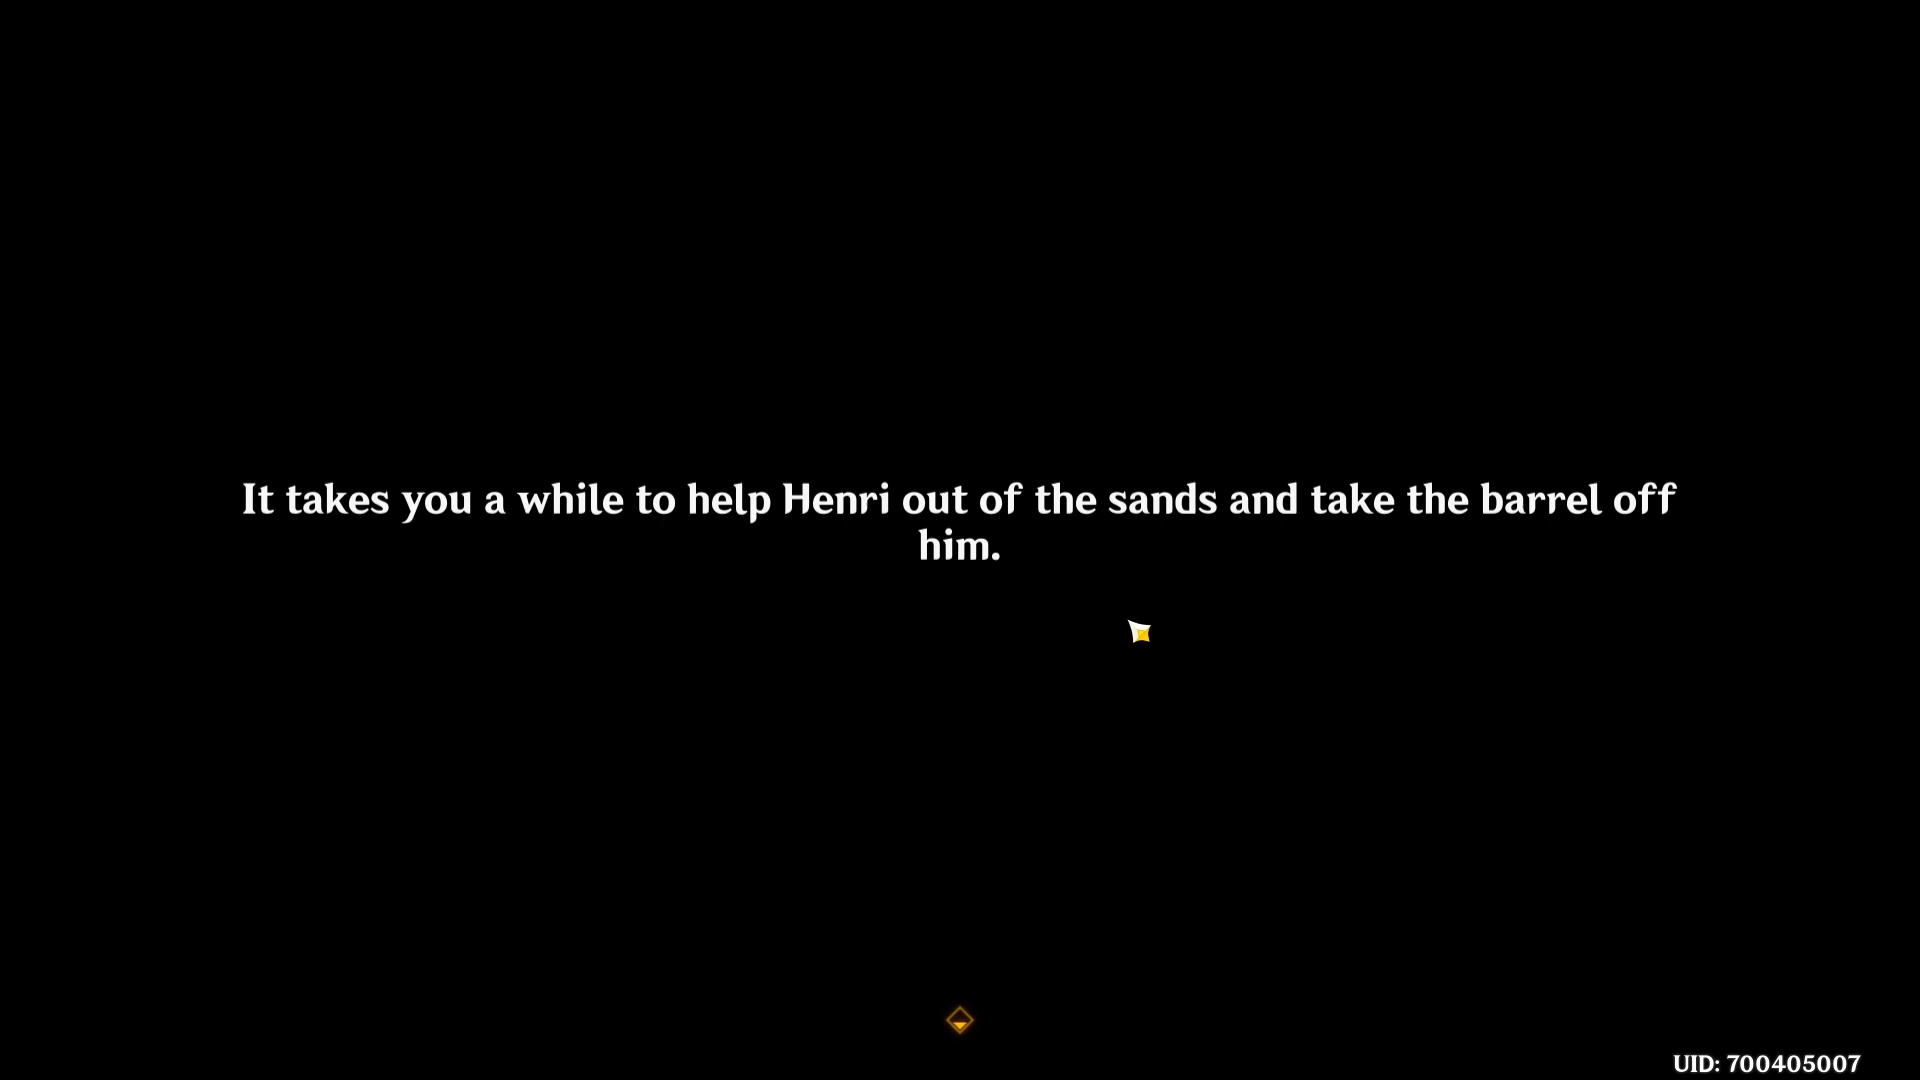 It takes you a while to help Henri out of the sands and take the barrel off
him.
UID: 700405007